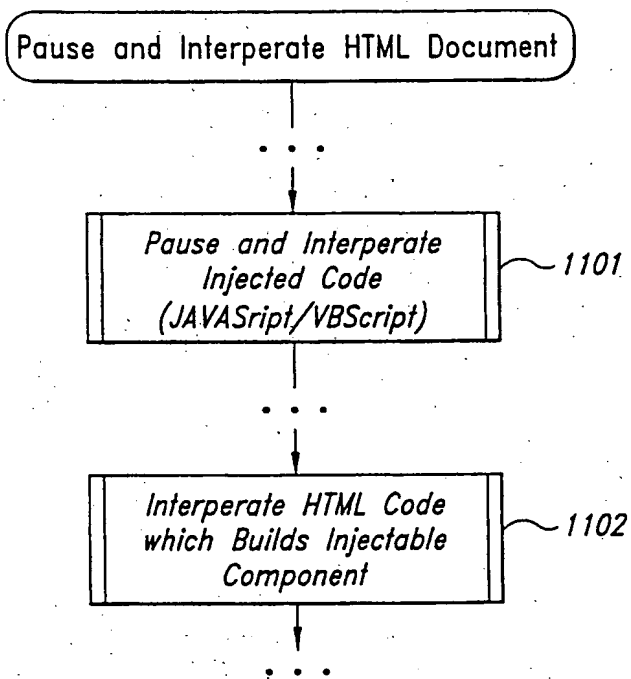 Pause and Interperate HTML Document
Pause and Interperate
Injected Code
(JAVASript/VBScript)
1101
Interperate HTML Code
which Builds Injectable
Component
1102